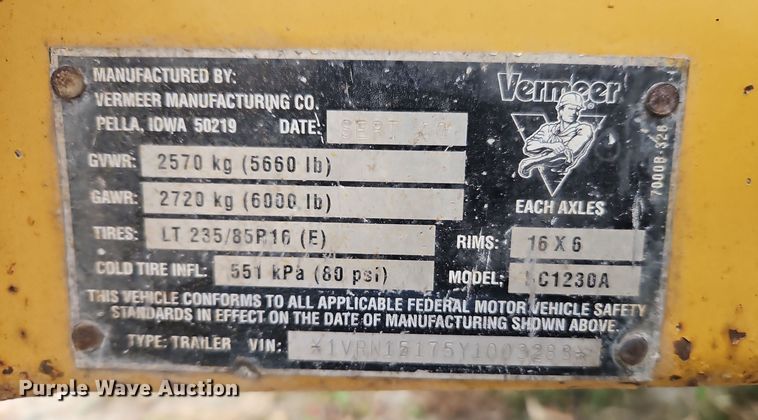 MANUFACTURED BY:
VERMEER MANUFACTURING CO.
PELLA, IOWA 50219 DATE:
Vermeer
7000B-328
GVWR: 2570 kg (5660 lb)
GAWR: 2720 kg (6000 lb)
EACH AXLES
TIRES: LT 235/85R16 (E) RIMS: 16 X 6
COLD TIRE INFL: 551 kPa (80 psi) MODEL: BC1230A
THIS VEHICLE CONFORMS TO ALL APPLICABLE FEDERAL MOTOR VEHICLE SAFETY
STANDARDS IN EFFECT ON THE DATE OF MANUFACTURING SHOWN ABOVE.
TYPE: TRAILER VIN:
Purple Wave Auction